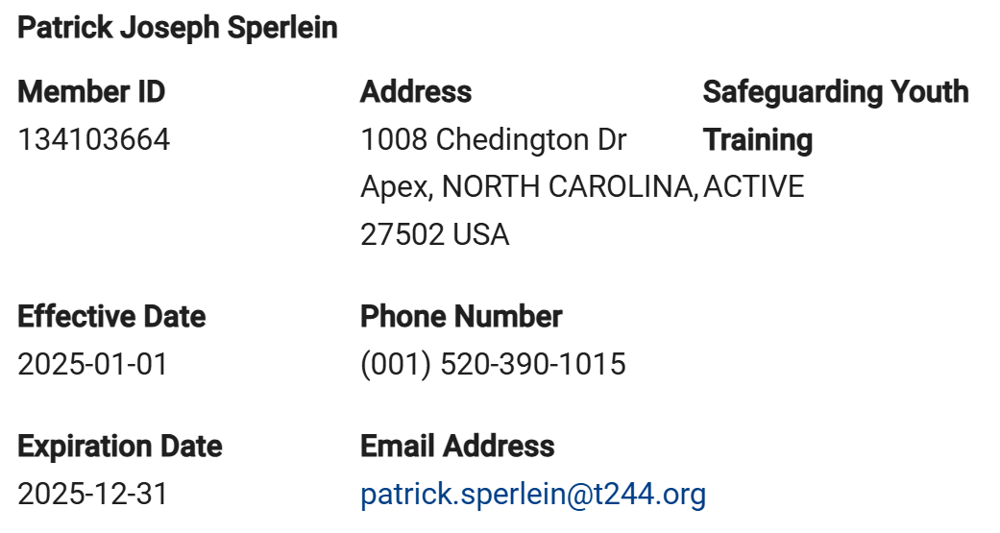 Patrick Joseph Sperlein
Member ID
134103664
Address
1008 Chedington Dr
Apex, NORTH CAROLINA,
27502 USA
Safeguarding Youth
Training
ACTIVE
Effective Date
2025-01-01
Phone Number
(001) 520-390-1015
Expiration Date
2025-12-31
Email Address
patrick.sperlein@t244.org